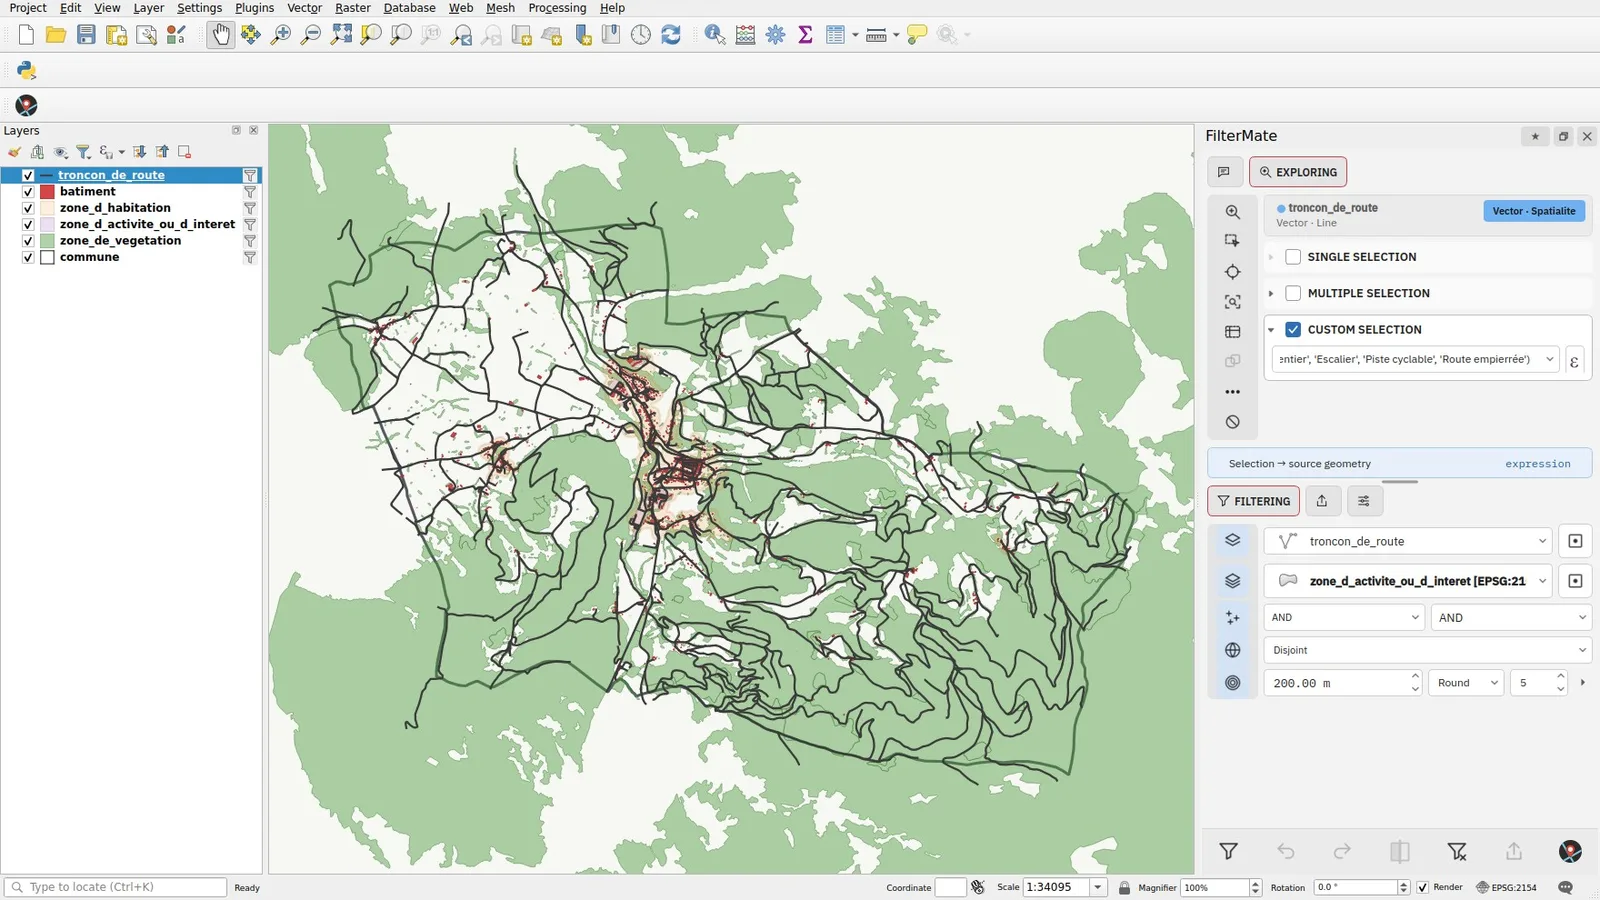 Project Edit View Layer Settings Plugins Vector Raster Database Web Mesh Processing Help
Layers
troncon_de_route
batiment
zone_d_habitation
zone_d_activite_ou_d_interet
zone_de_vegetation
commune
FilterMate
EXPLORING
troncon_de_route
Vector · Line
Vector · Spatialite
SINGLE SELECTION
MULTIPLE SELECTION
CUSTOM SELECTION
entier', 'Escalier', 'Piste cyclable', 'Route empierrée')
ε
Selection → source geometry expression
FILTERING
troncon_de_route
zone_d_activite_ou_d_interet [EPSG:21
AND AND
Disjoint
200.00 m Round 5
Type to locate (Ctrl+K) Ready Coordinate Scale 1:34095 Magnifier 100% Rotation 0.0 ° Render EPSG:2154